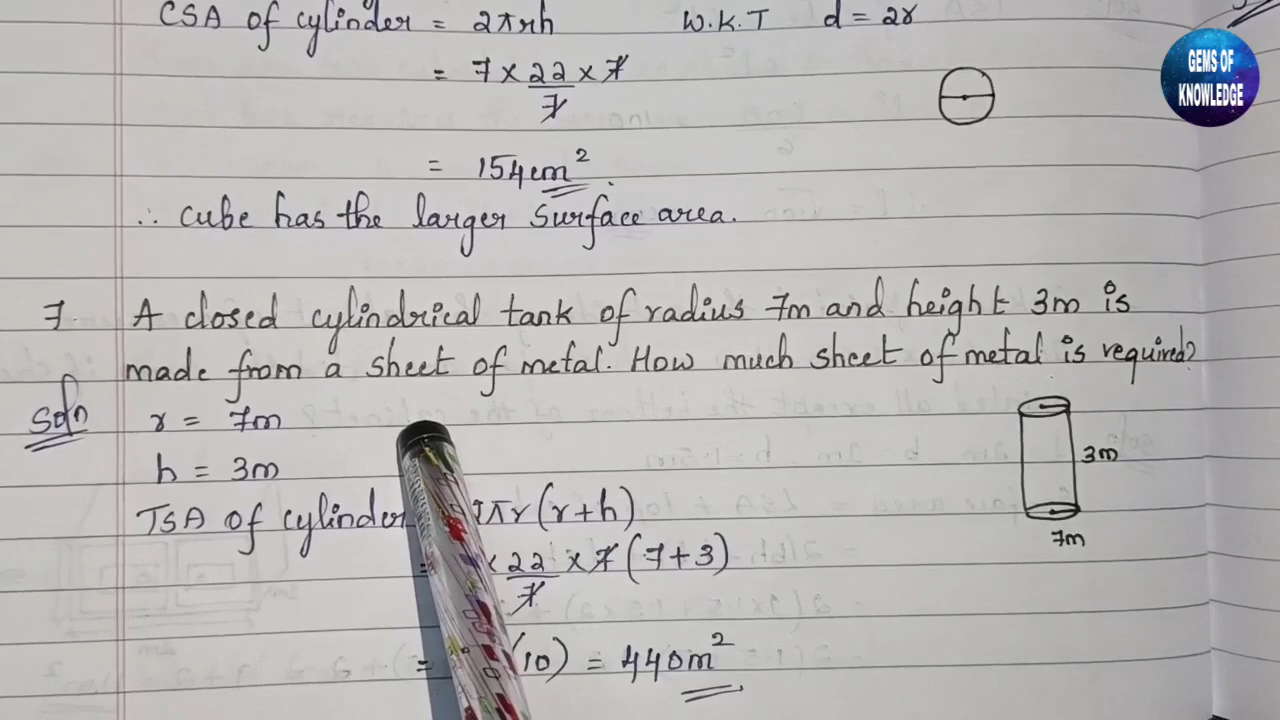 CSA of cylinder = 2πrh W.K.T d = 2r
= 7 × 22/7 × 7
= 154cm²
∴ cube has the larger surface area.
7. A closed cylindrical tank of radius 7m and height 3m is
made from a sheet of metal. How much sheet of metal is required?
Soln r = 7m
h = 3m
3m
7m
TSA of cylinder πr(r+h)
= × 22/7 × 7 (7+3)
= (10) = 440m²
GEMS OF
KNOWLEDGE